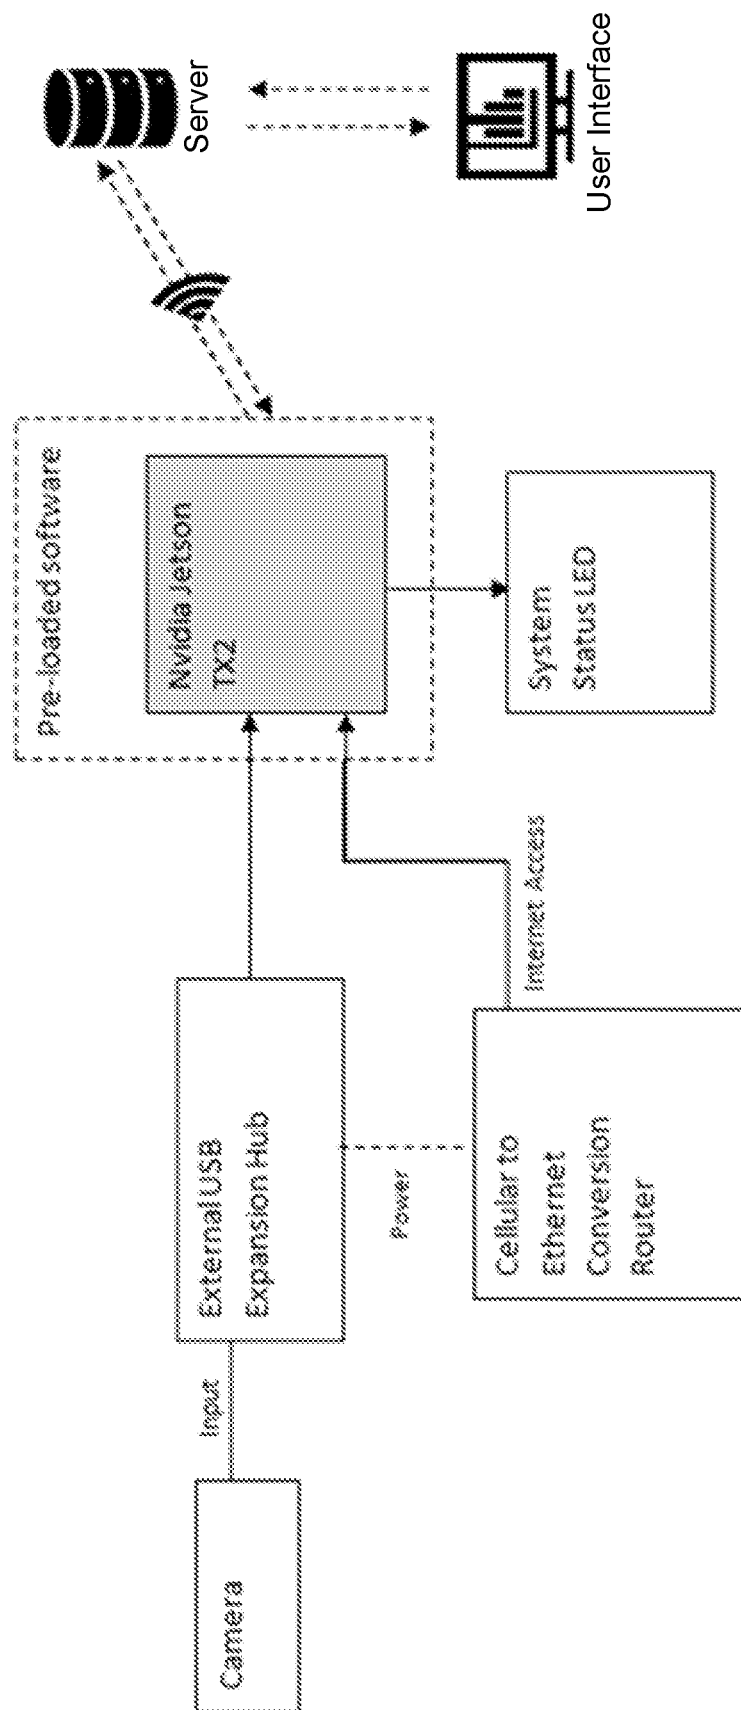 Camera
Input
External USB
Expansion Hub
Power
Cellular to
Ethernet
Conversion
Router
Internet Access
Pre-loaded software
Nvidia Jetson
TX2
System
Status LED
Server
User Interface